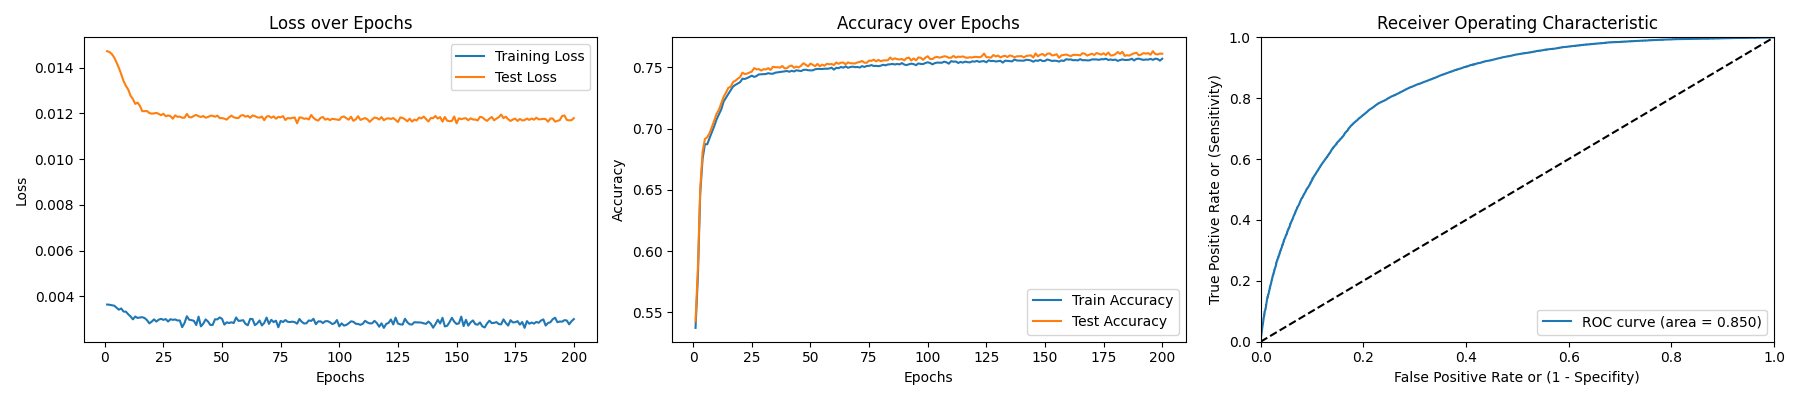 Loss over Epochs
Loss
0.014
0.012
0.010
0.008
0.006
0.004
Training Loss
Test Loss
0 25 50 75 100 125 150 175 200
Epochs
Accuracy over Epochs
Accuracy
0.75
0.70
0.65
0.60
0.55
Train Accuracy
Test Accuracy
0 25 50 75 100 125 150 175 200
Epochs
Receiver Operating Characteristic
True Positive Rate or (Sensitivity)
1.0
0.8
0.6
0.4
0.2
0.0
ROC curve (area = 0.850)
0.0 0.2 0.4 0.6 0.8 1.0
False Positive Rate or (1 - Specifity)